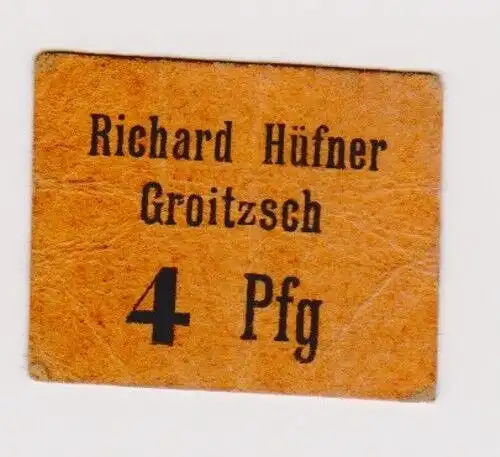 Richard Hüfner
Groitzsch
4 Pfg